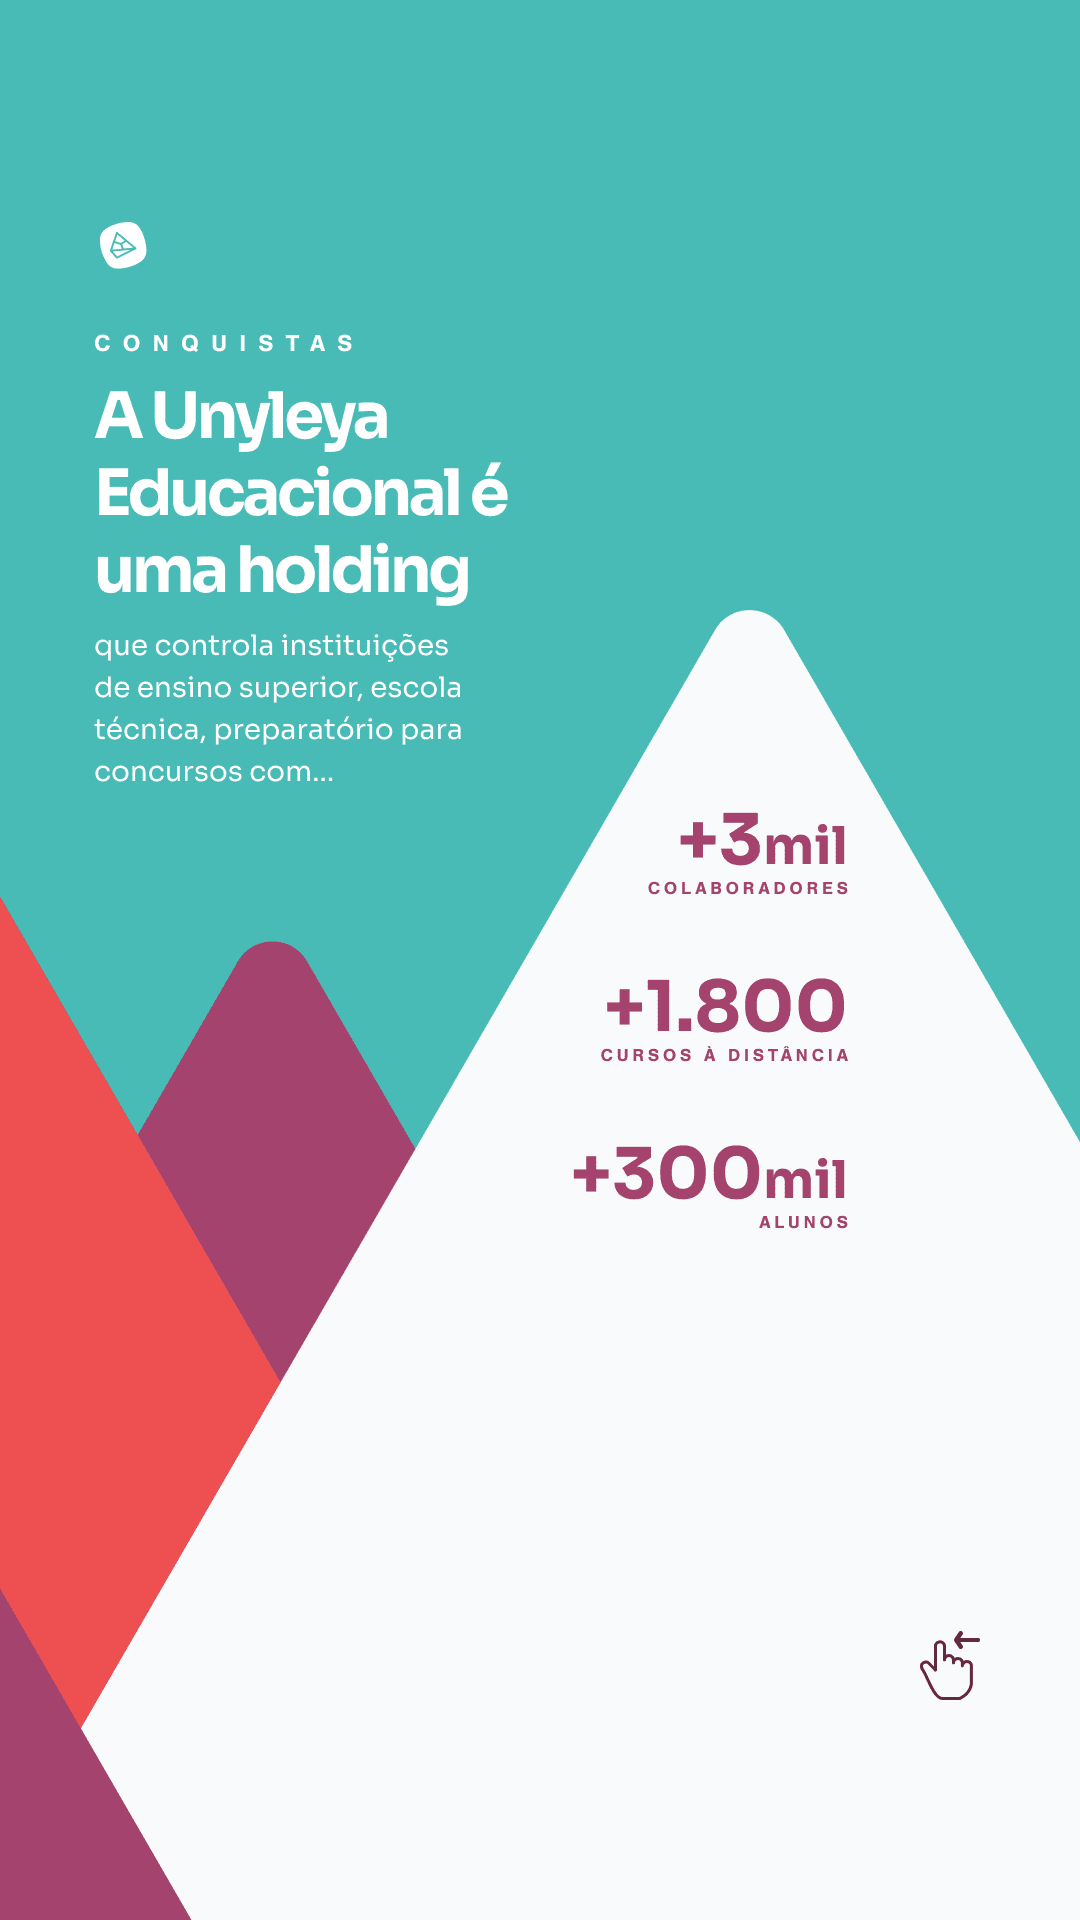 CONQUISTAS
A Unyleya
Educacional é
uma holding
que controla instituições
de ensino superior, escola
técnica, preparatório para
concursos com...
+3mil
COLABORADORES
+1.800
CURSOS À DISTÂNCIA
+300mil
ALUNOS